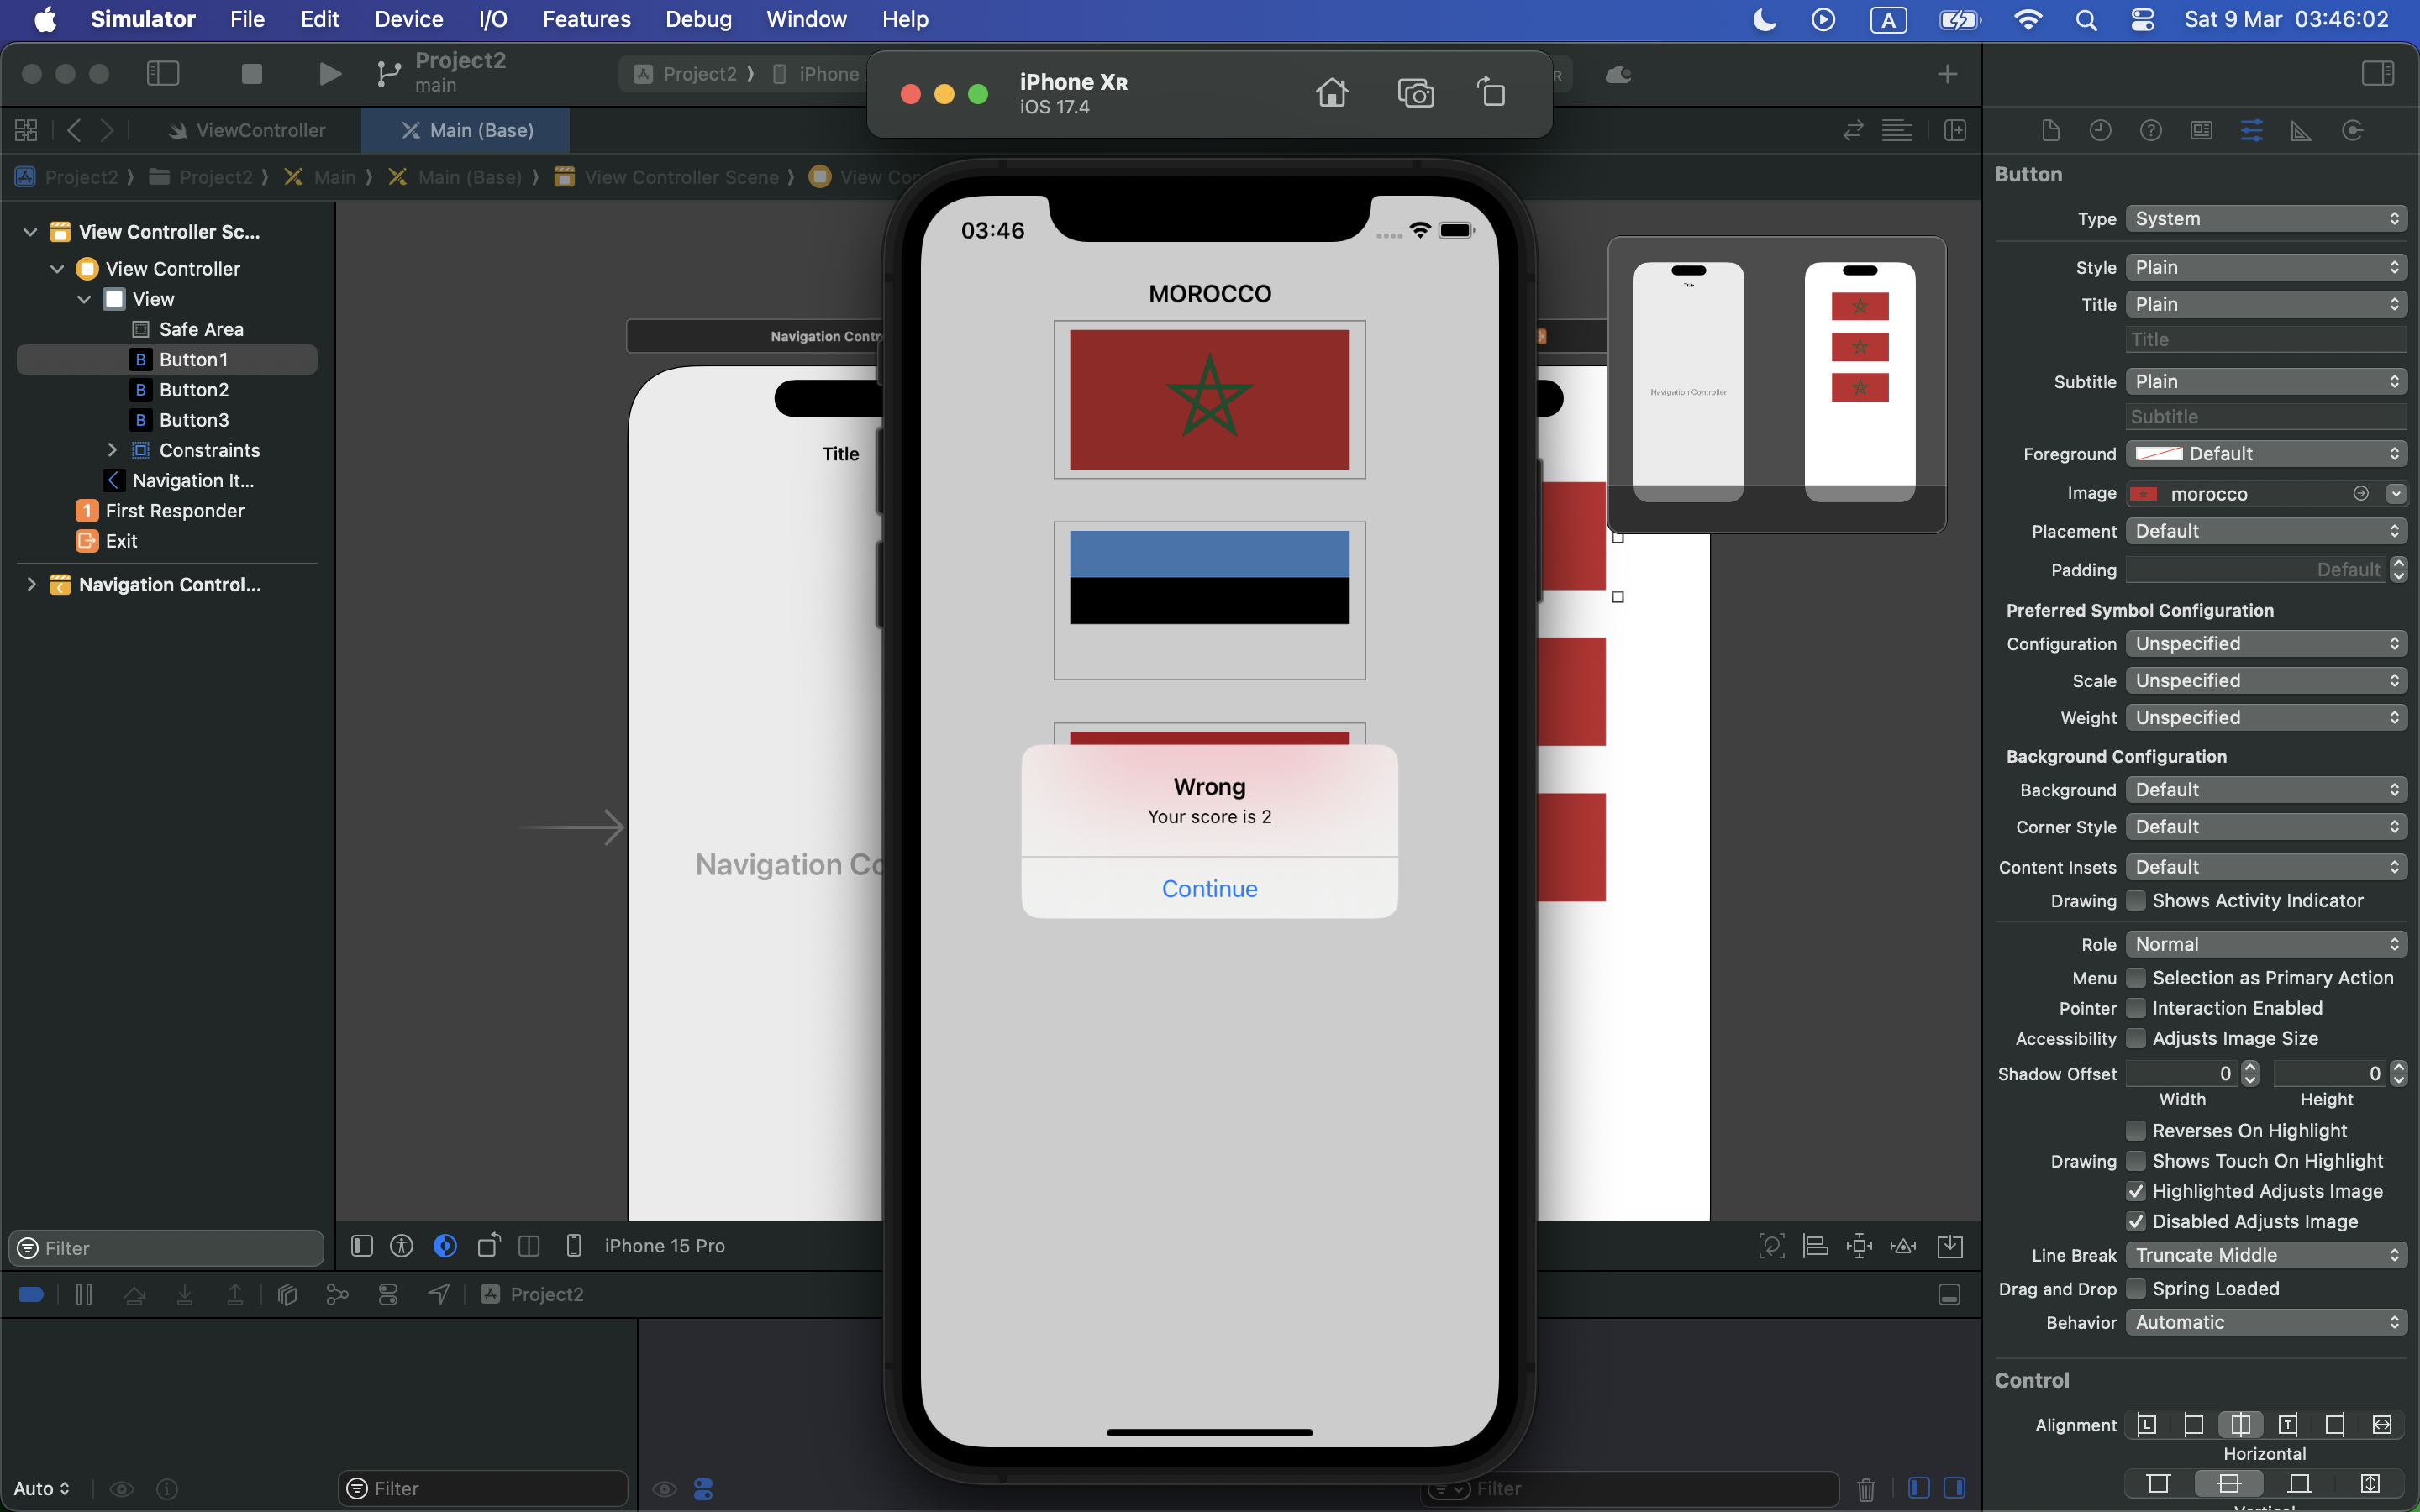 Simulator File Edit Device I/O Features Debug Window Help A Sat 9 Mar 03:46:02
Project2
main
Project2 iPhone
iPhone XR
iOS 17.4
R
ViewController
Main (Base)
Project2 Project2 Main Main (Base) View Controller Scene View Con
View Controller Sc...
View Controller
View
Safe Area
B Button1
B Button2
B Button3
Constraints
Navigation It...
1 First Responder
Exit
Navigation Control...
Filter
Navigation Contr
Title
Navigation Co
03:46
MOROCCO
Wrong
Your score is 2
Continue
Navigation Controller
iPhone 15 Pro
Project2
Auto
Filter
Filter
Button
Type System
Style Plain
Title Plain
Title
Subtitle Plain
Subtitle
Foreground Default
Image morocco
Placement Default
Padding Default
Preferred Symbol Configuration
Configuration Unspecified
Scale Unspecified
Weight Unspecified
Background Configuration
Background Default
Corner Style Default
Content Insets Default
Drawing Shows Activity Indicator
Role Normal
Menu Selection as Primary Action
Pointer Interaction Enabled
Accessibility Adjusts Image Size
Shadow Offset 0 0
Width Height
Reverses On Highlight
Drawing Shows Touch On Highlight
Highlighted Adjusts Image
Disabled Adjusts Image
Line Break Truncate Middle
Drag and Drop Spring Loaded
Behavior Automatic
Control
Alignment L T
Horizontal
Vertical